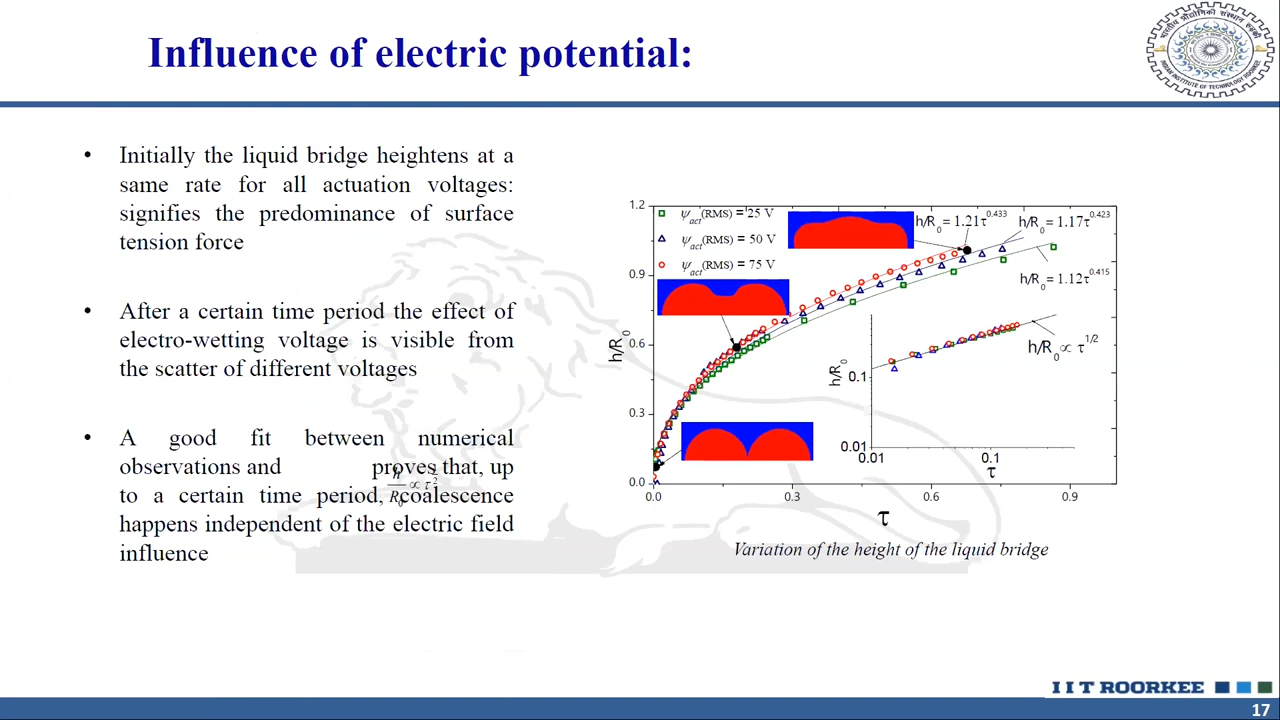 Influence of electric potential:
• Initially the liquid bridge heightens at a
same rate for all actuation voltages:
signifies the predominance of surface
tension force
• After a certain time period the effect of
electro-wetting voltage is visible from
the scatter of different voltages
• A good fit between numerical
observations and proves that, up
to a certain time period, coalescence
happens independent of the electric field
influence
h/R₀ ∝ τ
ψact(RMS) = 25 V
ψact(RMS) = 50 V
ψact(RMS) = 75 V
h/R₀ = 1.21τ^0.433
h/R₀ = 1.17τ^0.423
h/R₀ = 1.12τ^0.415
h/R₀ ∝ τ^1/2
1.2
0.9
0.6
0.3
0.0
h/R₀
0.0 0.3 0.6 0.9
τ
h/R₀
0.1
0.01
0.01 0.1
τ
Variation of the height of the liquid bridge
IIT ROORKEE
17